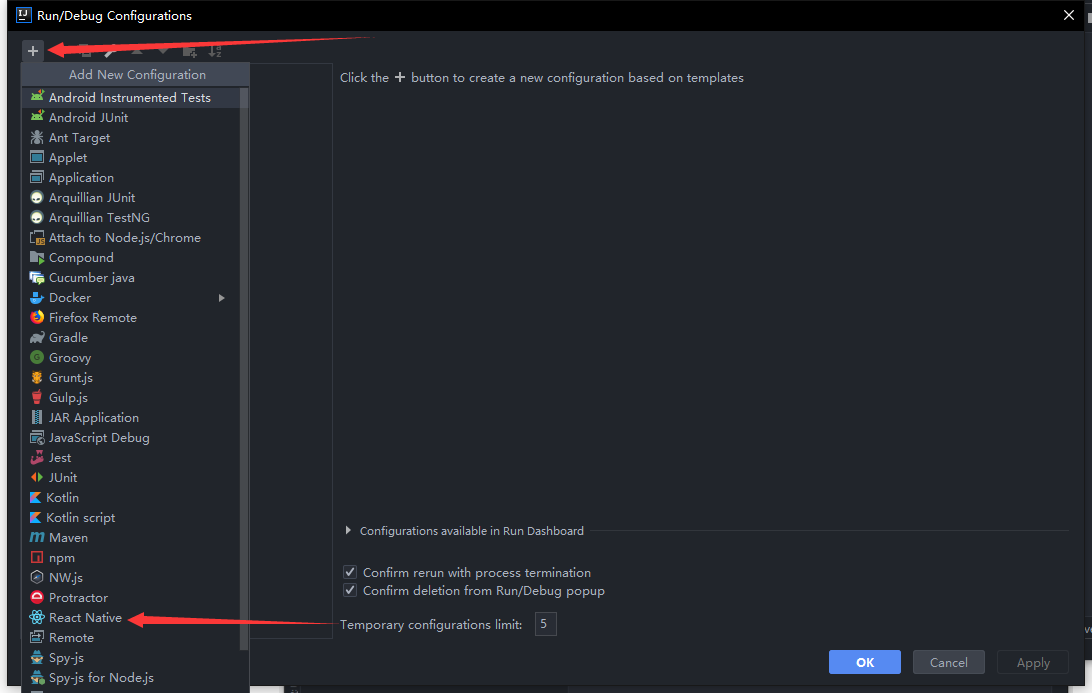 Run/Debug Configurations
Add New Configuration
Click the + button to create a new configuration based on templates
Android Instrumented Tests
Android JUnit
Ant Target
Applet
Application
Arquillian JUnit
Arquillian TestNG
Attach to Node.js/Chrome
Compound
Cucumber java
Docker
Firefox Remote
Gradle
Groovy
Grunt.js
Gulp.js
JAR Application
JavaScript Debug
Jest
JUnit
Kotlin
Kotlin script
Maven
npm
NW.js
Protractor
React Native
Remote
Spy-js
Spy-js for Node.js
Configurations available in Run Dashboard
Confirm rerun with process termination
Confirm deletion from Run/Debug popup
Temporary configurations limit: 5
OK Cancel Apply